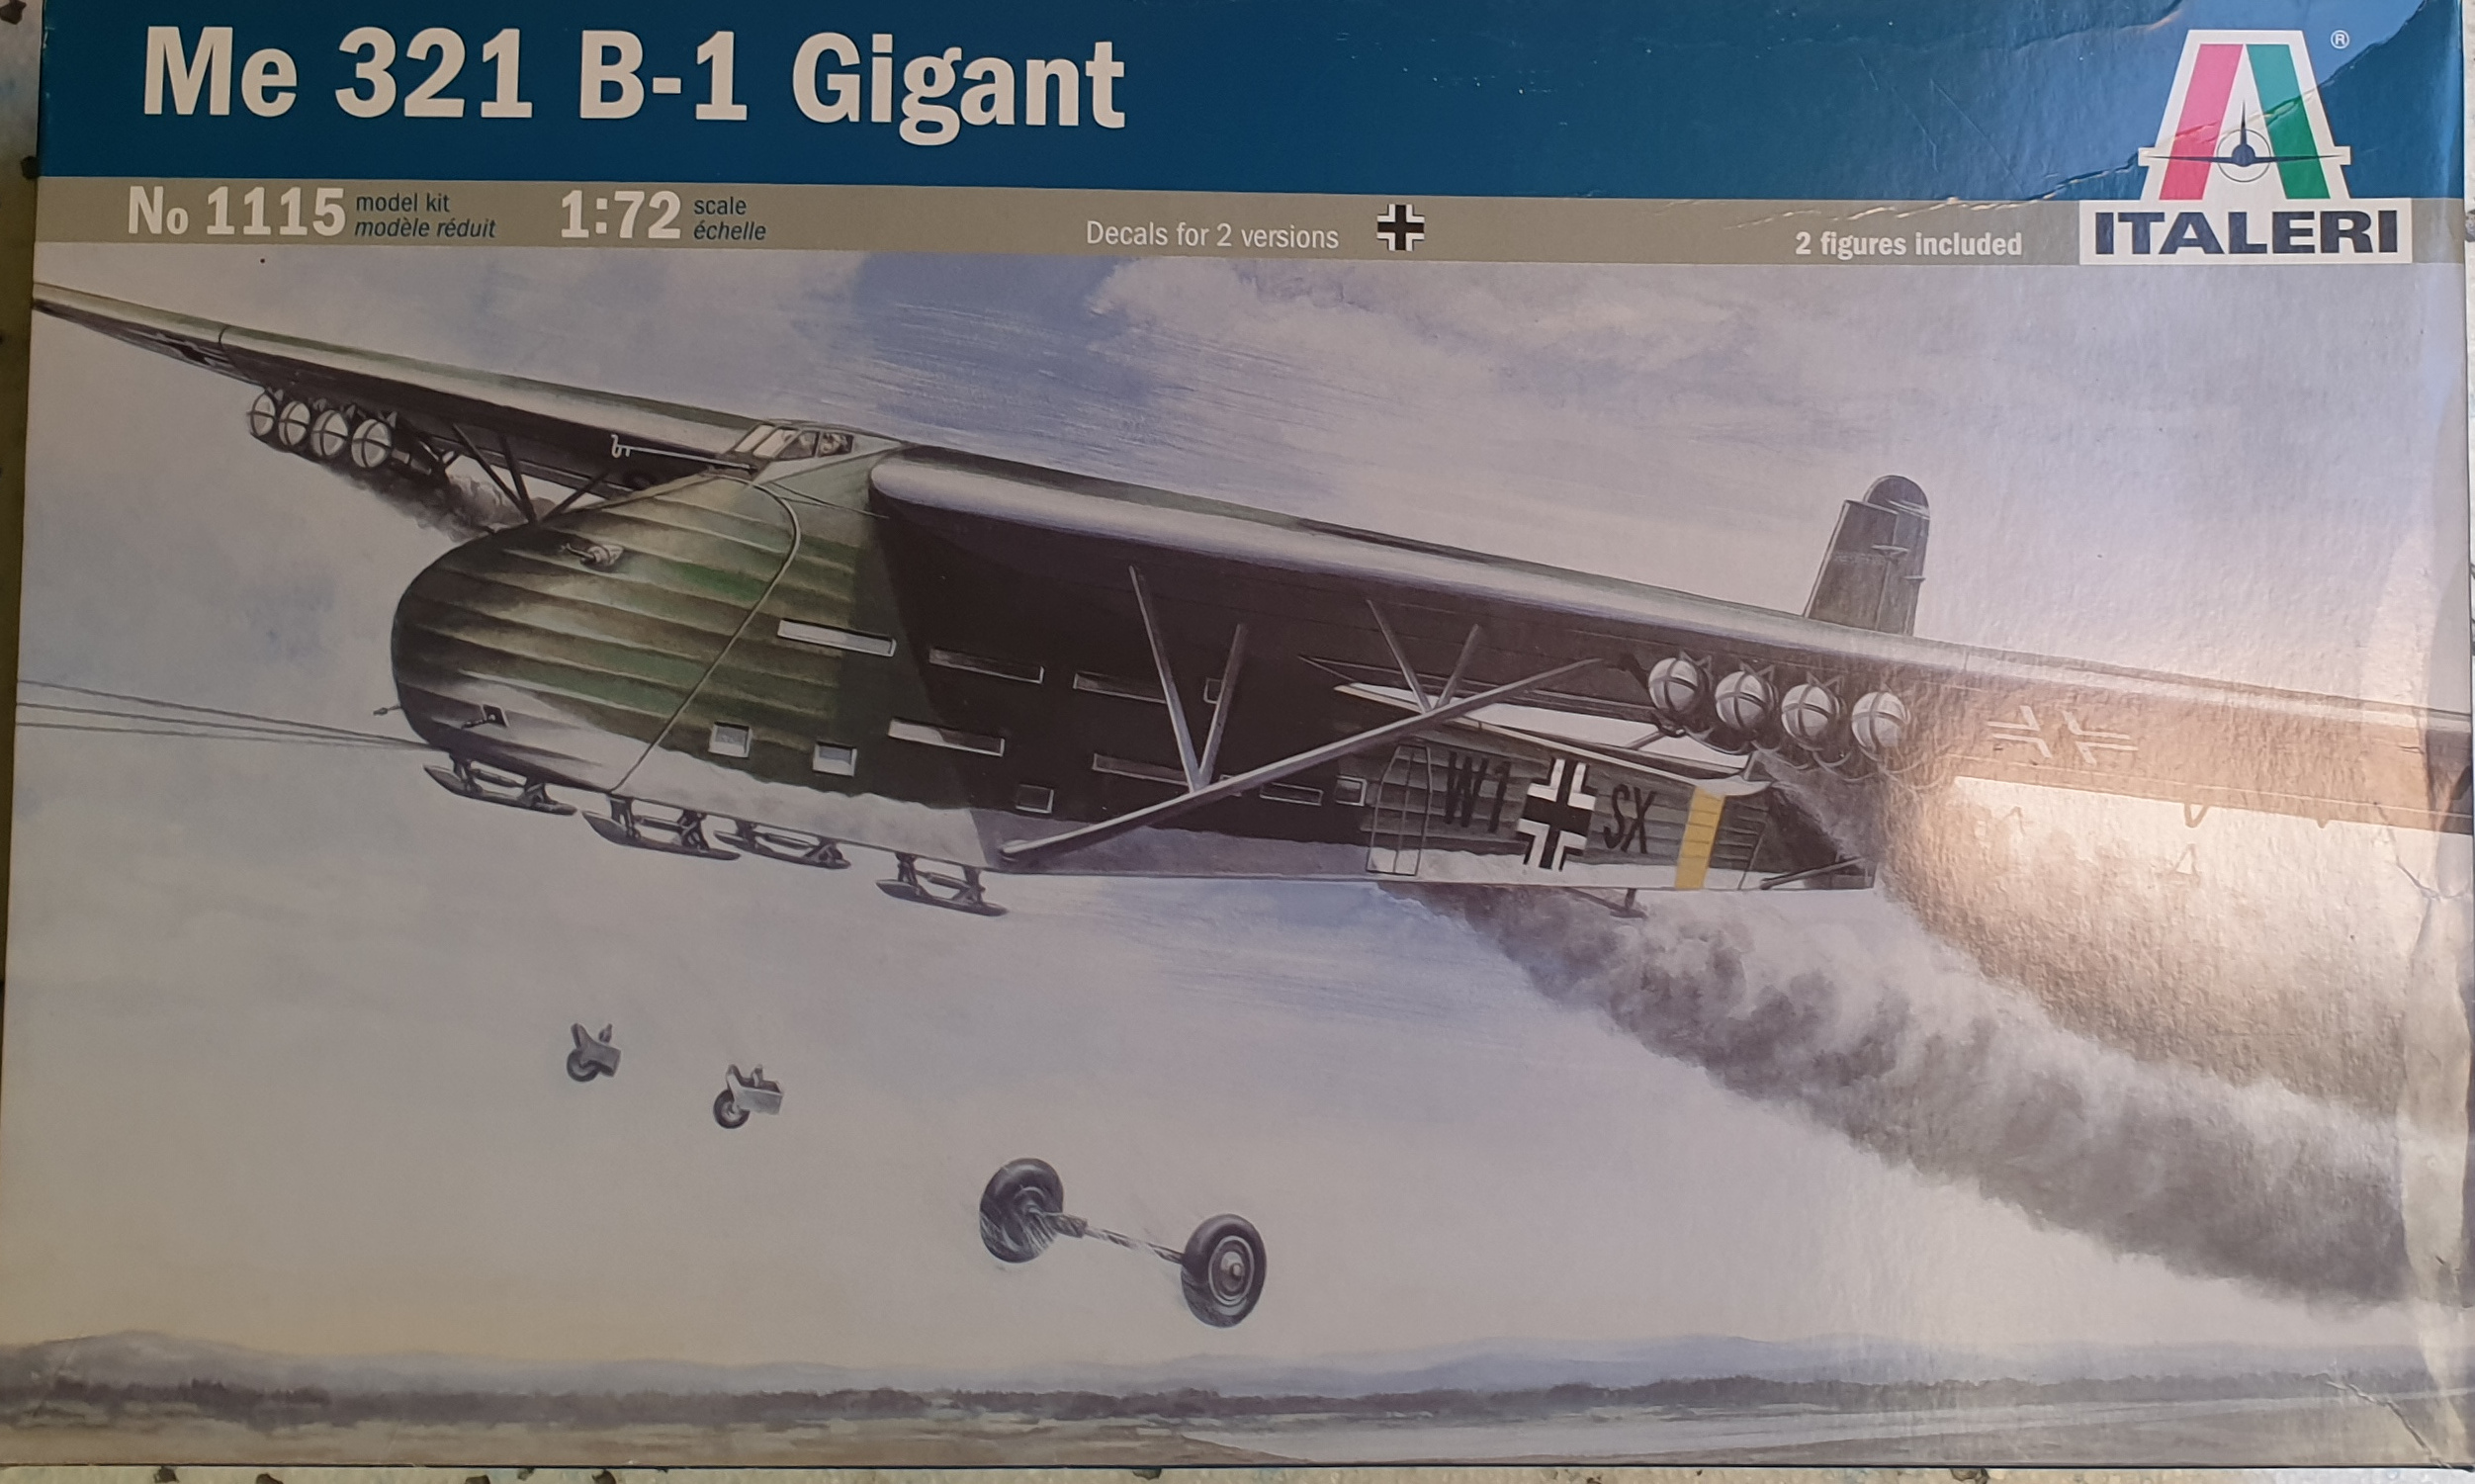 Me 321 B-1 Gigant
®
No 1115 model kit
modèle réduit
1:72 scale
échelle
Decals for 2 versions
2 figures included
ITALERI
W1 SX